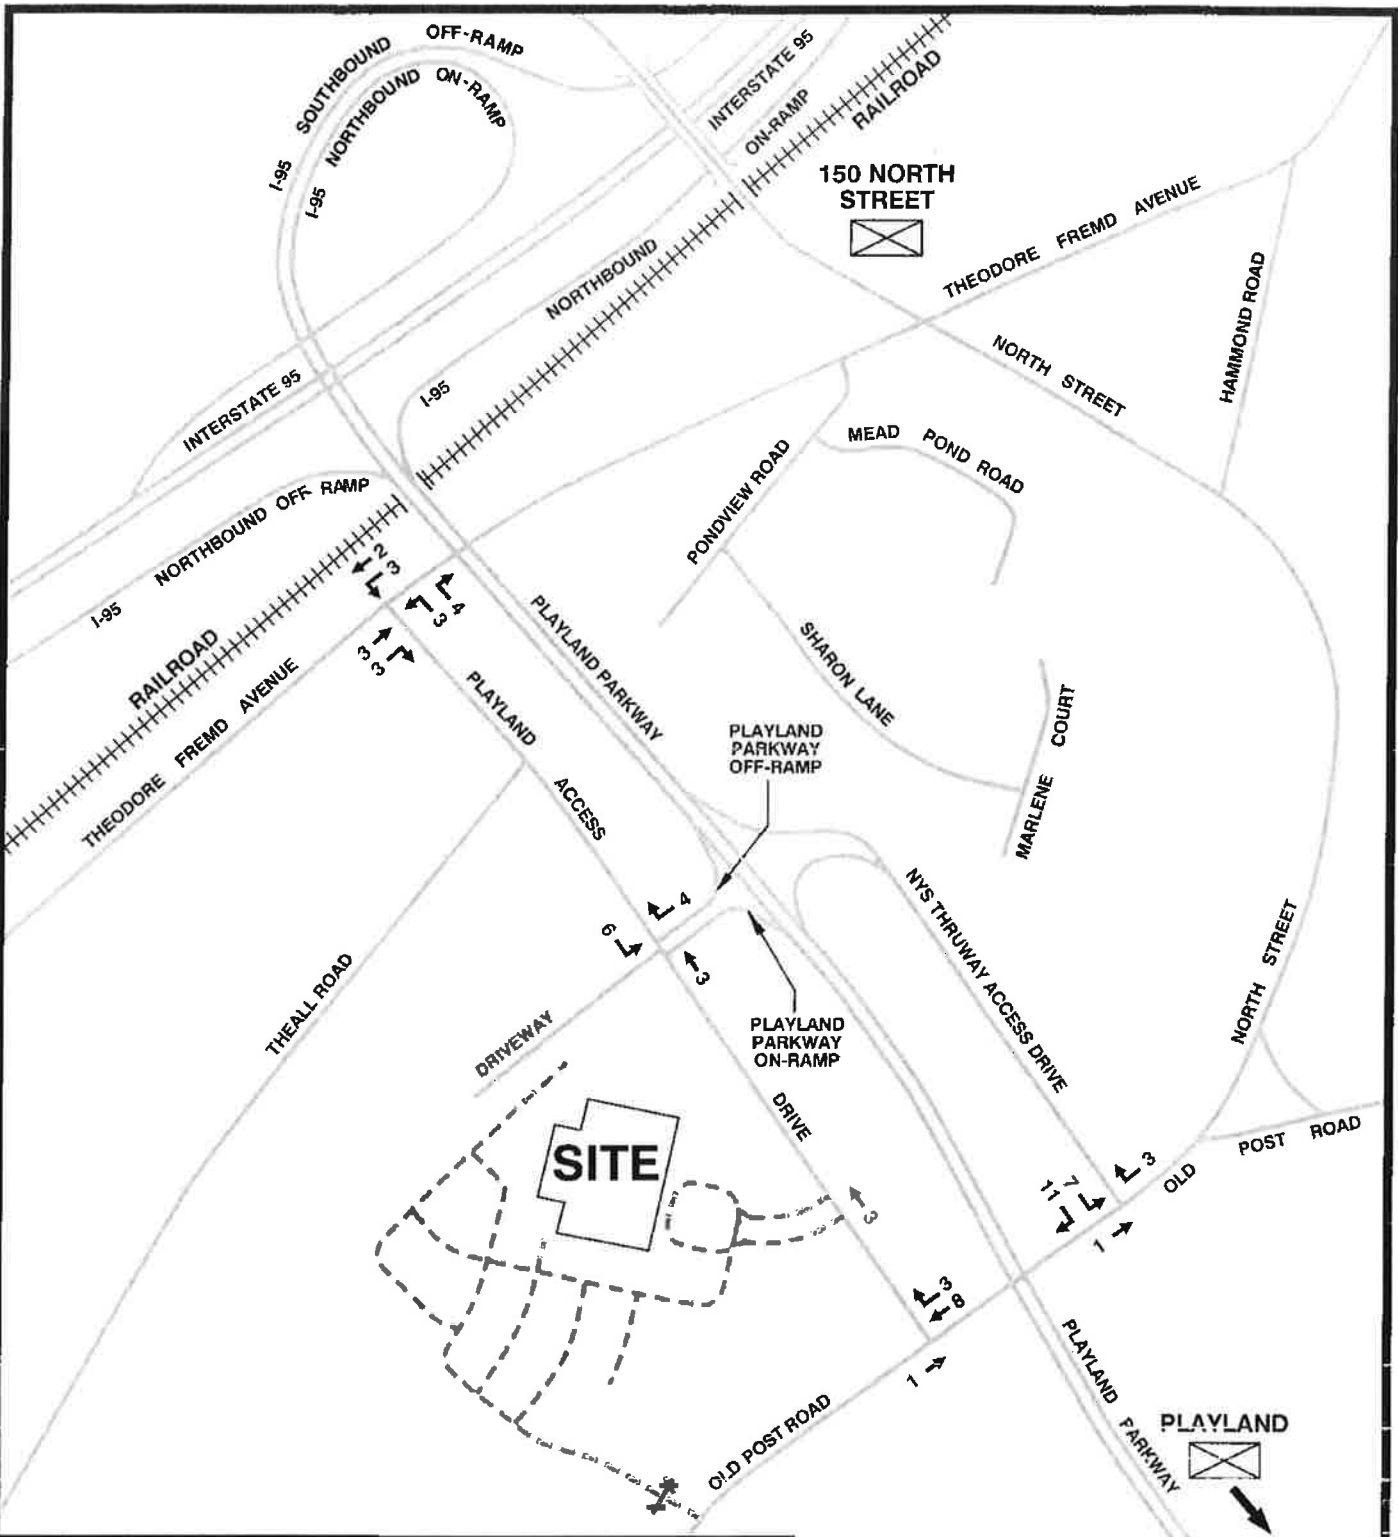 OFF-RAMP
SOUTHBOUND
I-95
ON-RAMP
NORTHBOUND
I-95
INTERSTATE 95
ON-RAMP
RAILROAD
150 NORTH
STREET
THEODORE FREMD AVENUE
HAMMOND ROAD
NORTHBOUND
I-95
NORTH STREET
INTERSTATE 95
MEAD POND ROAD
PONDVIEW ROAD
I-95 NORTHBOUND OFF RAMP
2
3
4
3
3
3
RAILROAD
THEODORE FREMD AVENUE
PLAYLAND PARKWAY
SHARON LANE
MARLENE COURT
PLAYLAND ACCESS DRIVE
PLAYLAND
PARKWAY
OFF-RAMP
4
6
3
NYS THRUWAY ACCESS DRIVE
NORTH STREET
THEALL ROAD
DRIVEWAY
PLAYLAND
PARKWAY
ON-RAMP
SITE
3
7
11
1
3
OLD POST ROAD
3
8
1
OLD POST ROAD
PLAYLAND PARKWAY
PLAYLAND